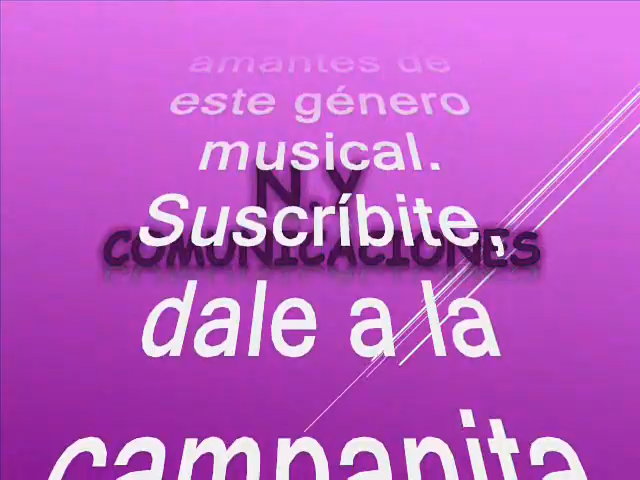 amantes de
este género
musical.
N.Y
Suscríbite,
COMUNICACIONES
dale a la
campanita